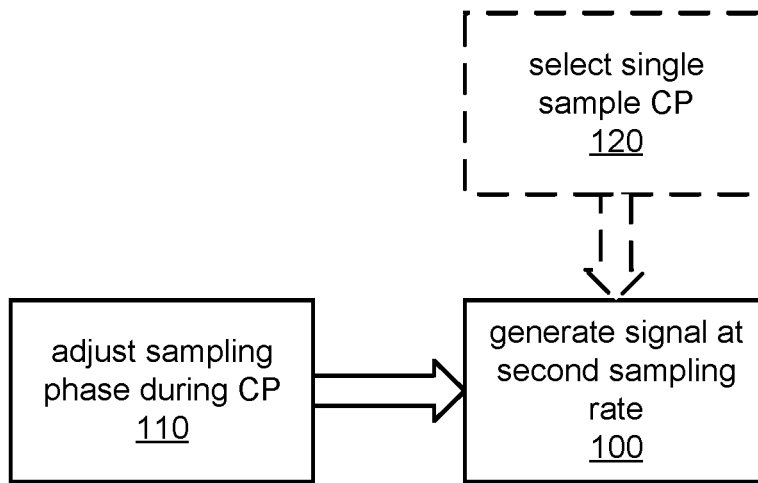 select single
sample CP
120
adjust sampling
phase during CP
110
generate signal at
second sampling
rate
100